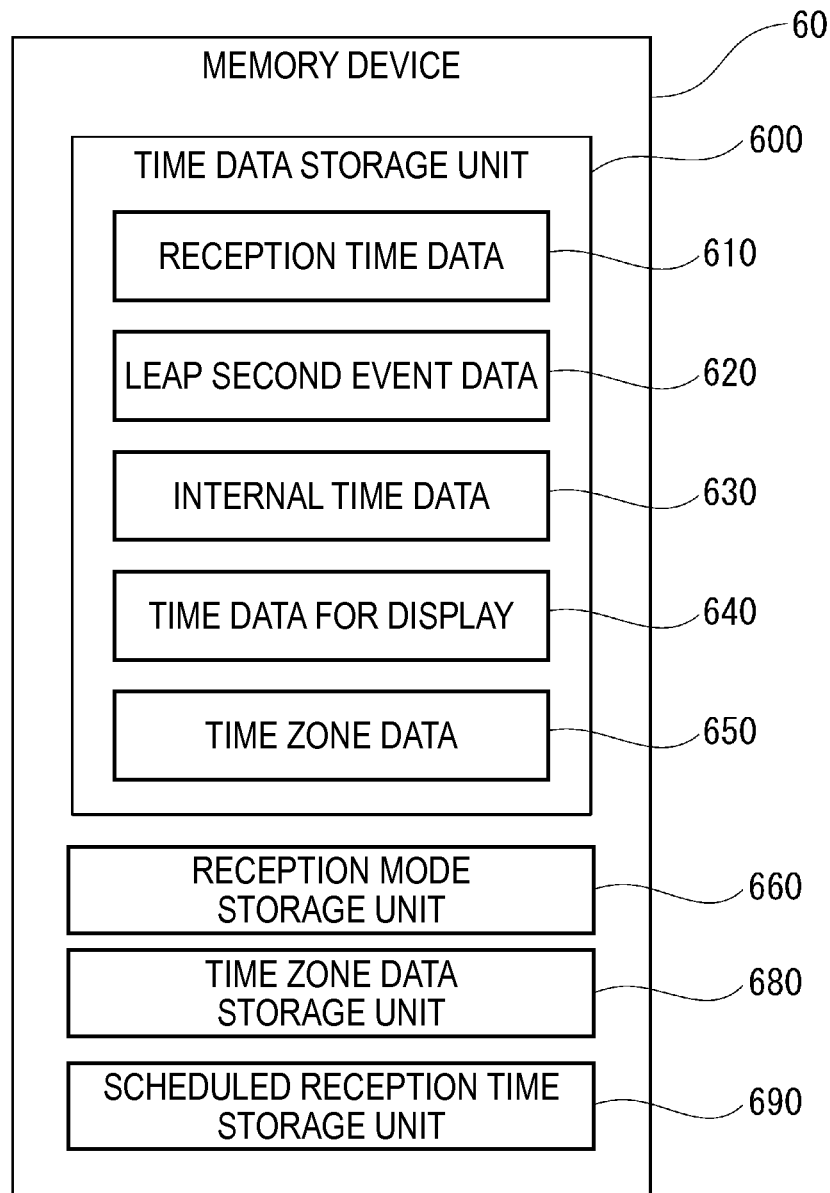 60
MEMORY DEVICE
600
TIME DATA STORAGE UNIT
RECEPTION TIME DATA
610
LEAP SECOND EVENT DATA
620
INTERNAL TIME DATA
630
TIME DATA FOR DISPLAY
640
TIME ZONE DATA
650
RECEPTION MODE
STORAGE UNIT
660
TIME ZONE DATA
STORAGE UNIT
680
SCHEDULED RECEPTION TIME
STORAGE UNIT
690